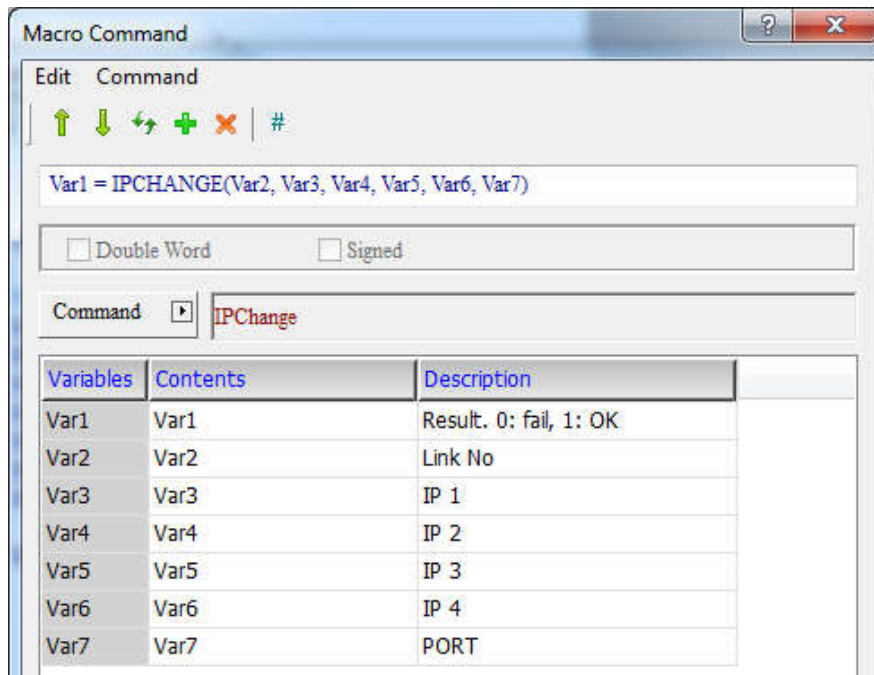 Macro Command
Edit Command
#
Var1 = IPCHANGE(Var2, Var3, Var4, Var5, Var6, Var7)
Double Word Signed
Command IPChange
Variables Contents Description
Var1 Var1 Result. 0: fail, 1: OK
Var2 Var2 Link No
Var3 Var3 IP 1
Var4 Var4 IP 2
Var5 Var5 IP 3
Var6 Var6 IP 4
Var7 Var7 PORT